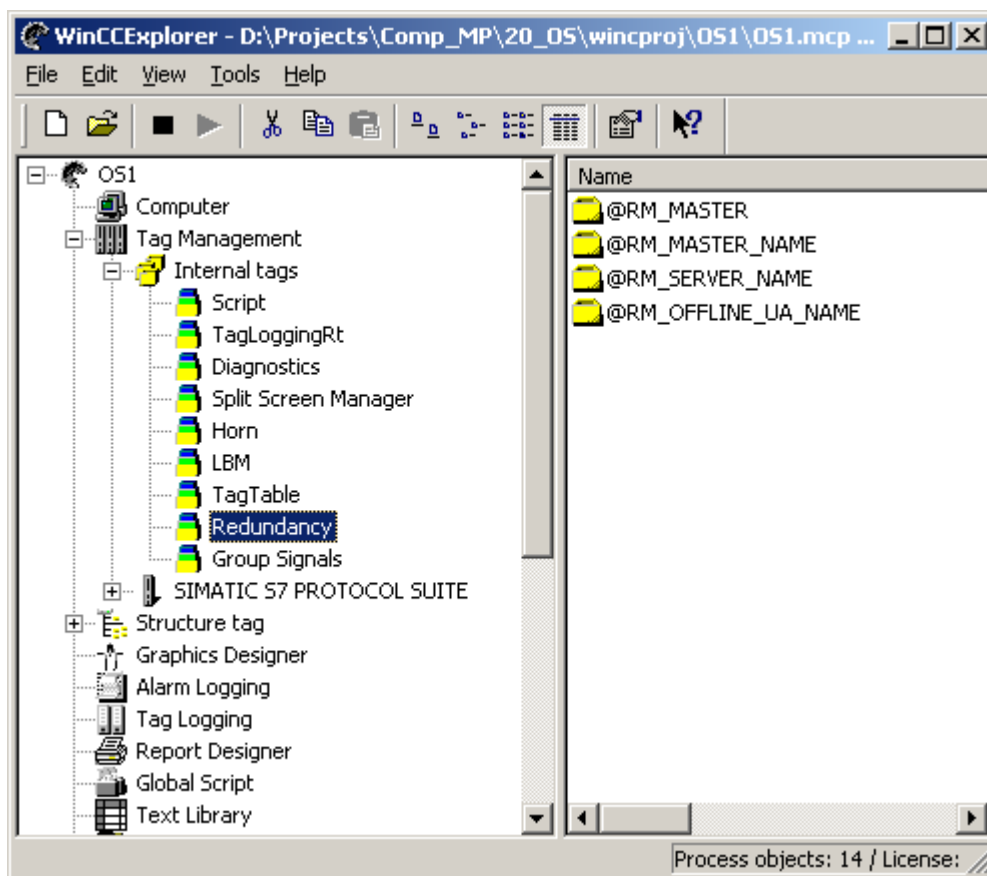 WinCCExplorer - D:\Projects\Comp_MP\20_OS\wincproj\OS1\OS1.mcp ...
File Edit View Tools Help
OS1
Computer
Tag Management
Internal tags
Script
TagLoggingRt
Diagnostics
Split Screen Manager
Horn
LBM
TagTable
Redundancy
Group Signals
SIMATIC S7 PROTOCOL SUITE
Structure tag
Graphics Designer
Alarm Logging
Tag Logging
Report Designer
Global Script
Text Library
Name
@RM_MASTER
@RM_MASTER_NAME
@RM_SERVER_NAME
@RM_OFFLINE_UA_NAME
Process objects: 14 / License: